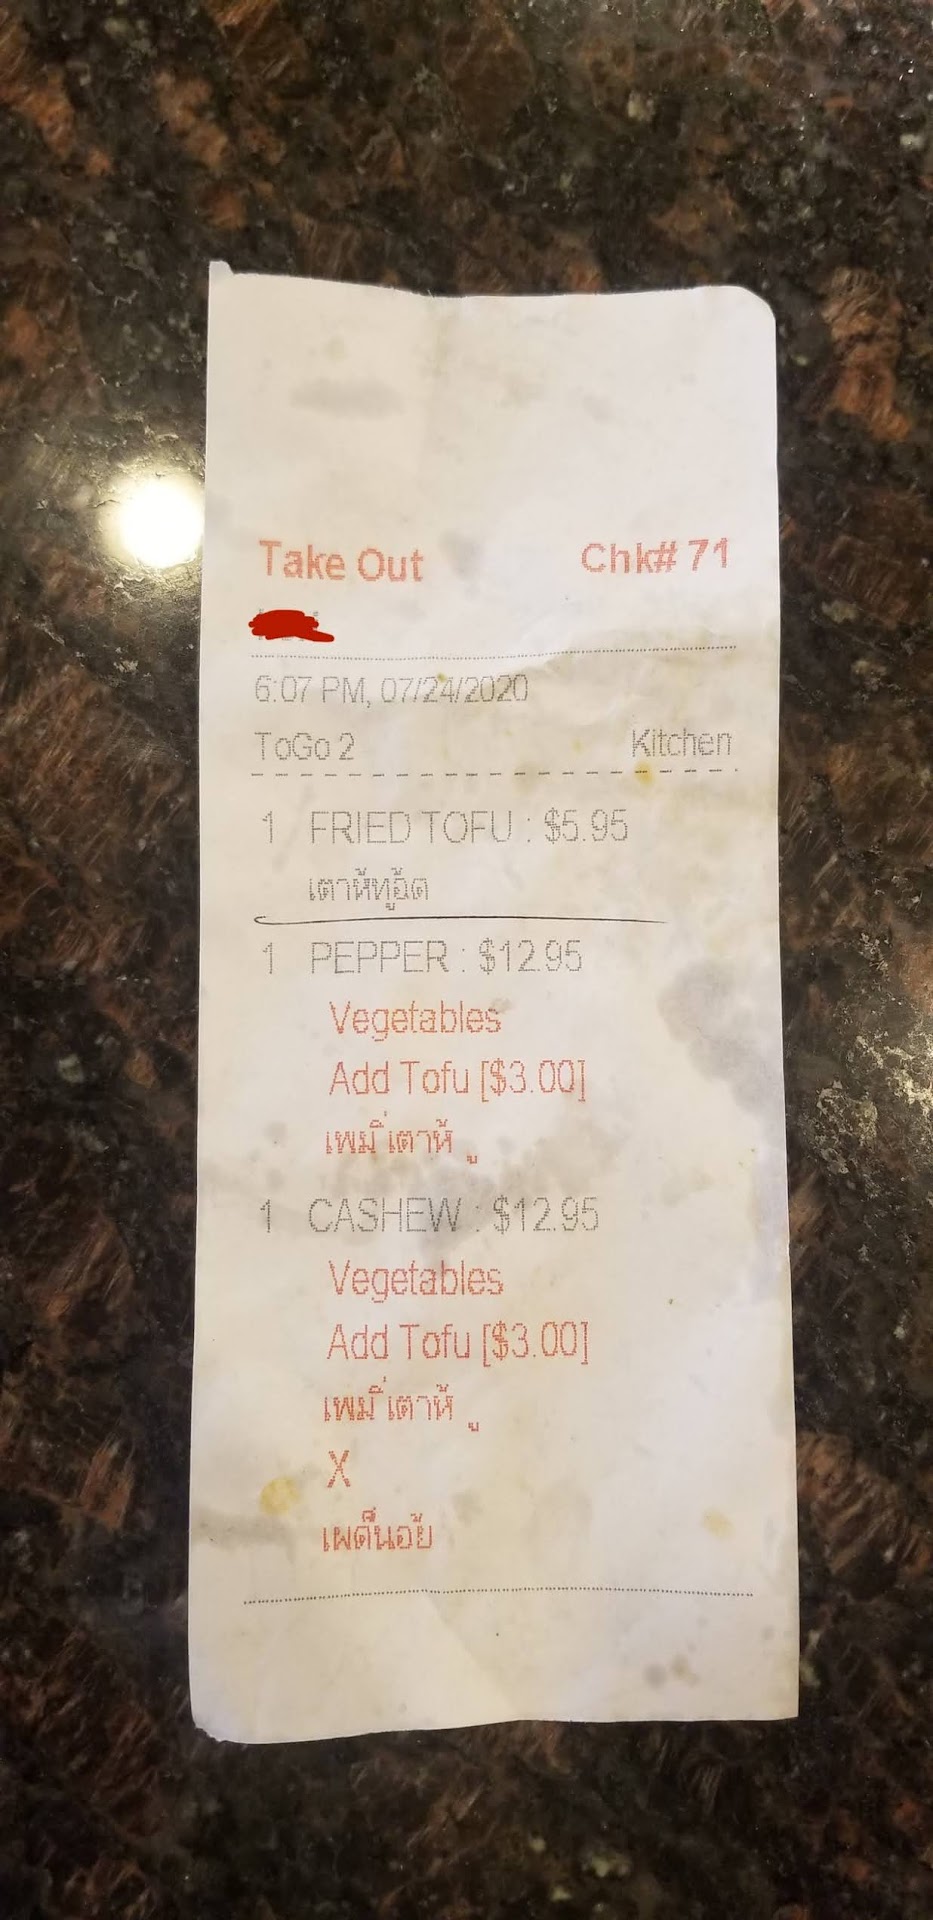 Take Out Chk# 71
6:07 PM, 07/24/2020
ToGo 2 Kitchen
1 FRIED TOFU : $5.95
เตาห้ทูอ้ด
1 PEPPER : $12.95
Vegetables
Add Tofu [$3.00]
เพมิ่เตาห้ ู
1 CASHEW : $12.95
Vegetables
Add Tofu [$3.00]
เพมิ่เตาห้ ู
X
เผด็นอ้ย